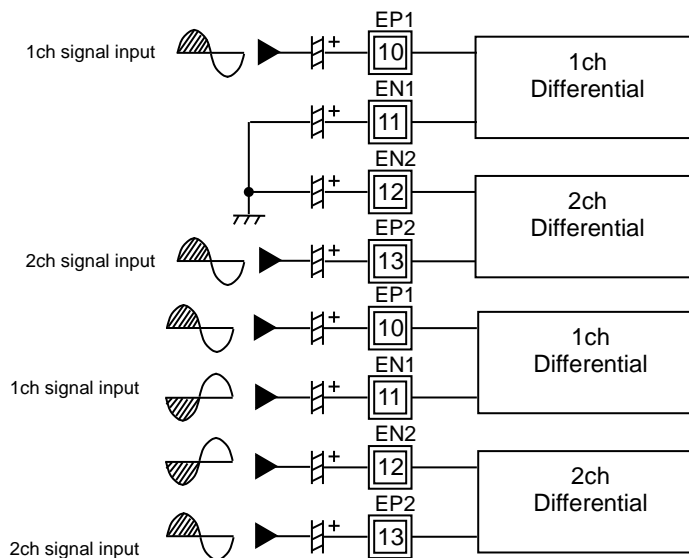 EP1
1ch signal input
+
10
1ch
Differential
EN1
+
11
EN2
+
12
2ch
Differential
EP2
2ch signal input
+
13
EP1
+
10
1ch
Differential
EN1
1ch signal input
+
11
EN2
+
12
2ch
Differential
EP2
+
13
2ch signal input